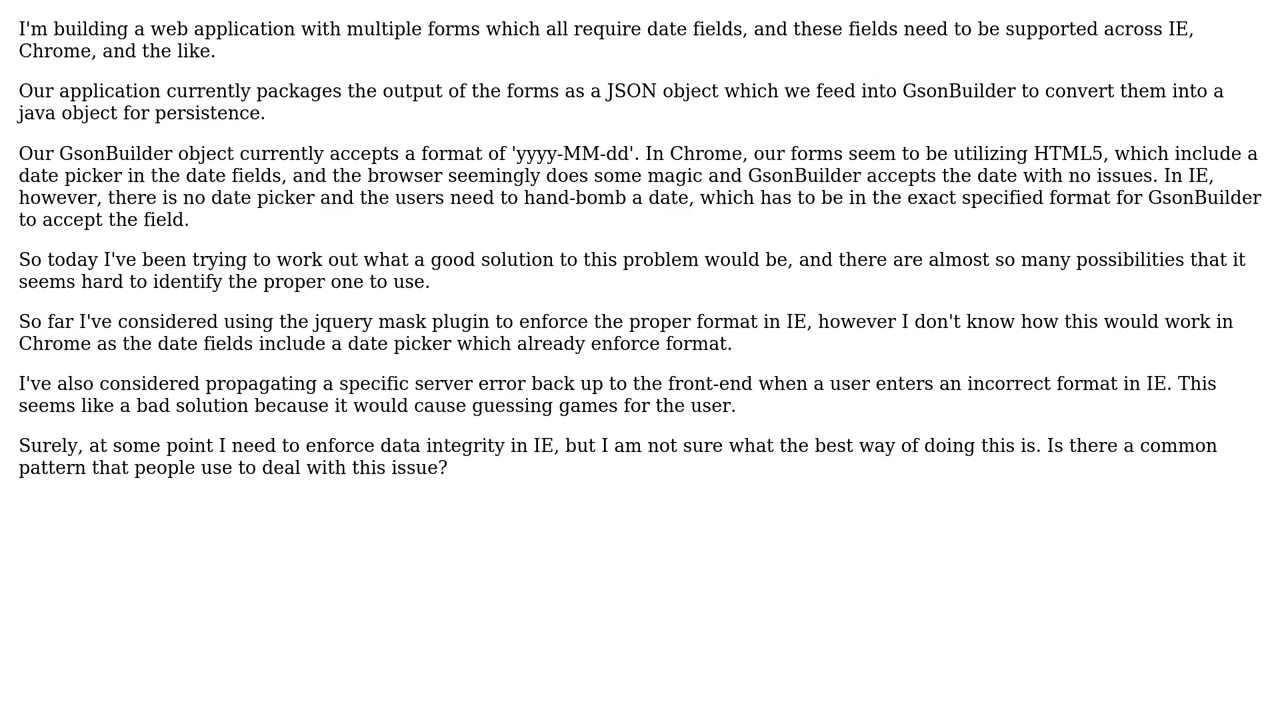 I'm building a web application with multiple forms which all require date fields, and these fields need to be supported across IE,
Chrome, and the like.
Our application currently packages the output of the forms as a JSON object which we feed into GsonBuilder to convert them into a
java object for persistence.
Our GsonBuilder object currently accepts a format of 'yyyy-MM-dd'. In Chrome, our forms seem to be utilizing HTML5, which include a
date picker in the date fields, and the browser seemingly does some magic and GsonBuilder accepts the date with no issues. In IE,
however, there is no date picker and the users need to hand-bomb a date, which has to be in the exact specified format for GsonBuilder
to accept the field.
So today I've been trying to work out what a good solution to this problem would be, and there are almost so many possibilities that it
seems hard to identify the proper one to use.
So far I've considered using the jquery mask plugin to enforce the proper format in IE, however I don't know how this would work in
Chrome as the date fields include a date picker which already enforce format.
I've also considered propagating a specific server error back up to the front-end when a user enters an incorrect format in IE. This
seems like a bad solution because it would cause guessing games for the user.
Surely, at some point I need to enforce data integrity in IE, but I am not sure what the best way of doing this is. Is there a common
pattern that people use to deal with this issue?